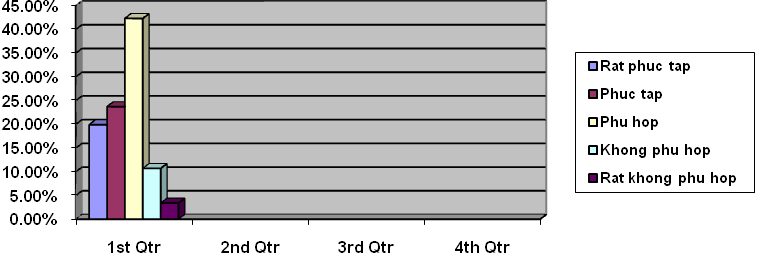 45.00%
40.00%
35.00%
30.00%
25.00%
20.00%
15.00%
10.00%
5.00%
0.00%
1st Qtr 2nd Qtr 3rd Qtr 4th Qtr
Rat phuc tap
Phuc tap
Phu hop
Khong phu hop
Rat khong phu hop